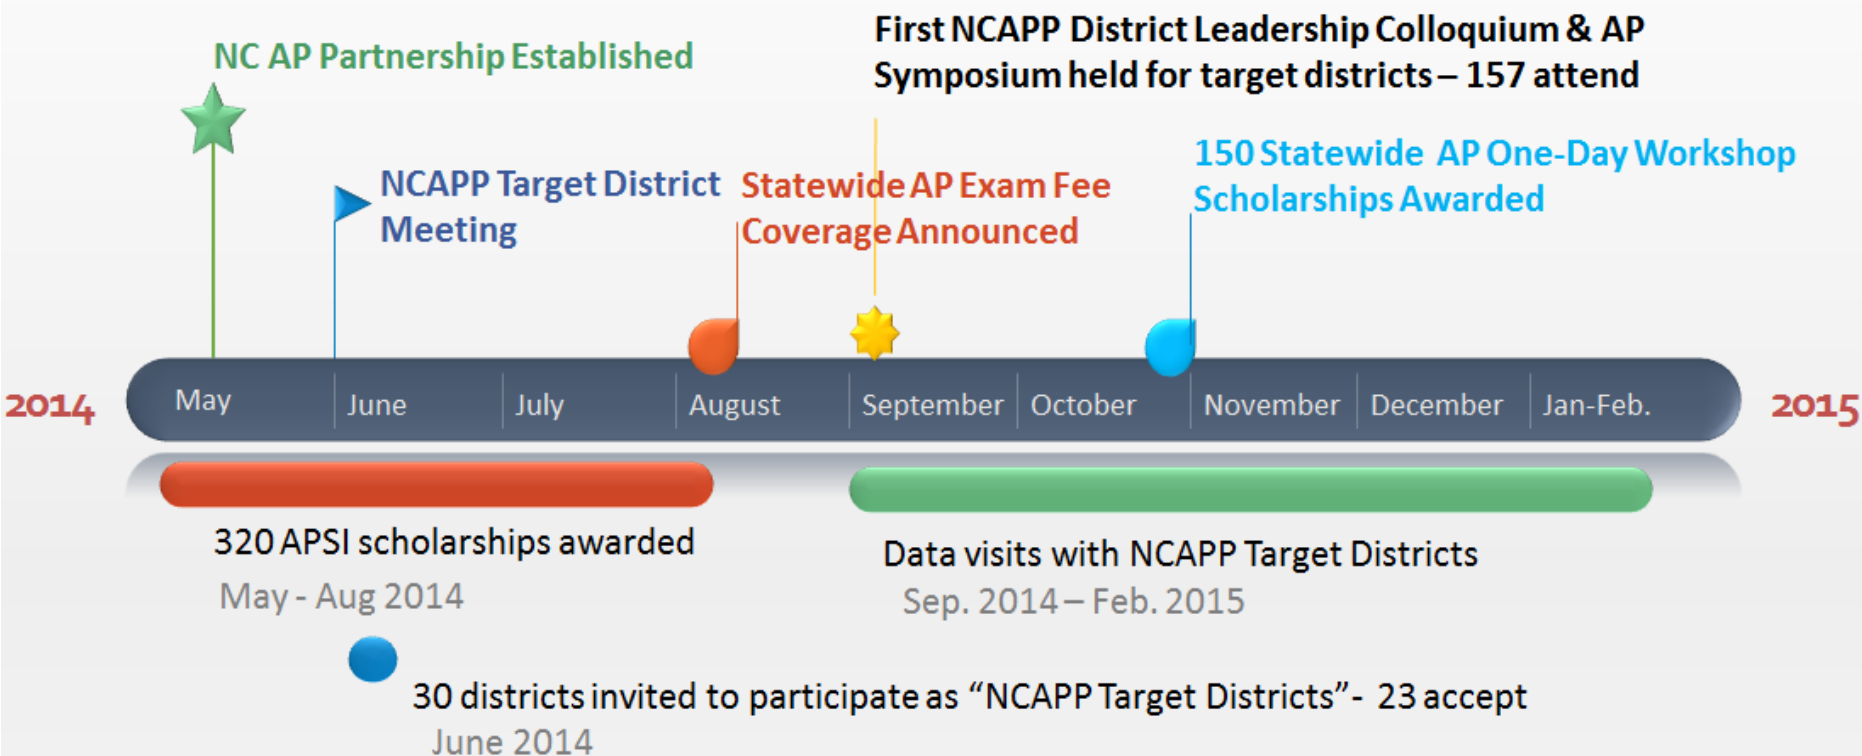 First NCAPP District Leadership Colloquium & AP
Symposium held for target districts – 157 attend
NC AP Partnership Established
150 Statewide AP One-Day Workshop
Scholarships Awarded
NCAPP Target District
Meeting
Statewide AP Exam Fee
Coverage Announced
2014
May
June
July
August
September
October
November
December
Jan-Feb.
2015
320 APSI scholarships awarded
May - Aug 2014
Data visits with NCAPP Target Districts
Sep. 2014 – Feb. 2015
30 districts invited to participate as “NCAPP Target Districts”- 23 accept
June 2014